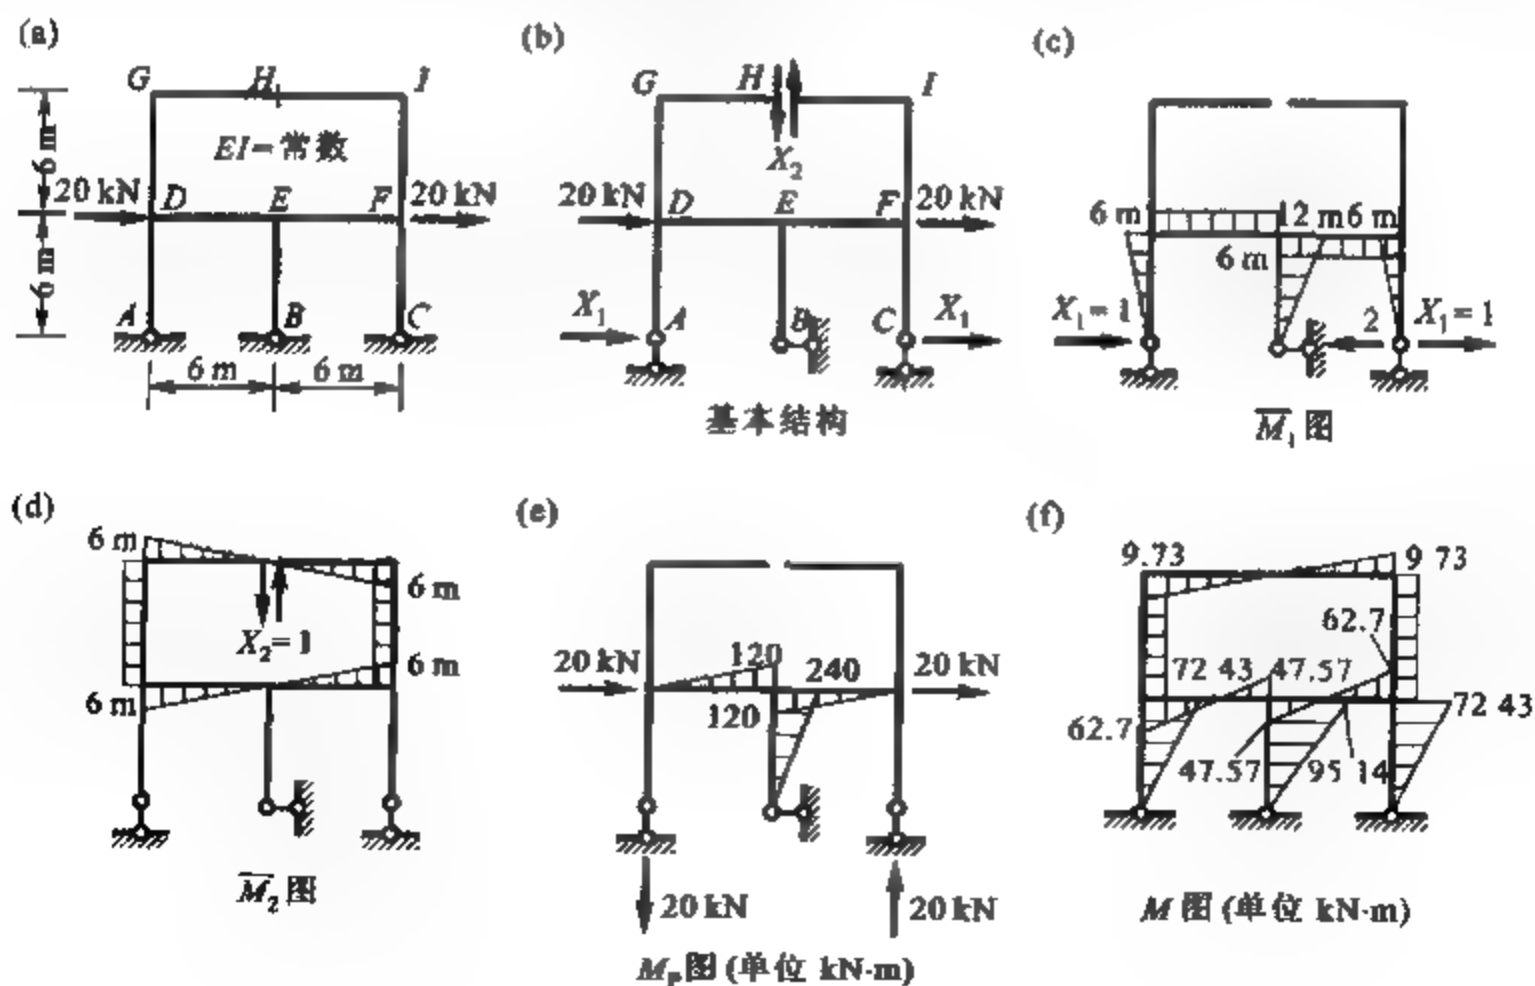 (a)
G H I
6 m
EI=常数
20 kN D E F 20 kN
6 m
A B C
6 m 6 m
(b)
G H I
X₂
20 kN D E F 20 kN
X₁ A B C X₁
基本结构
(c)
6 m 12 m 6 m
6 m
X₁=1 2 X₁=1
M̅₁图
(d)
6 m
6 m
X₂=1
6 m
6 m
M̅₂图
(e)
20 kN 120 240 20 kN
120
20 kN 20 kN
Mₚ图(单位 kN·m)
(f)
9.73 9 73
62.7
72 43 47.57
62.7 72 43
47.57 95 14
M图(单位 kN·m)